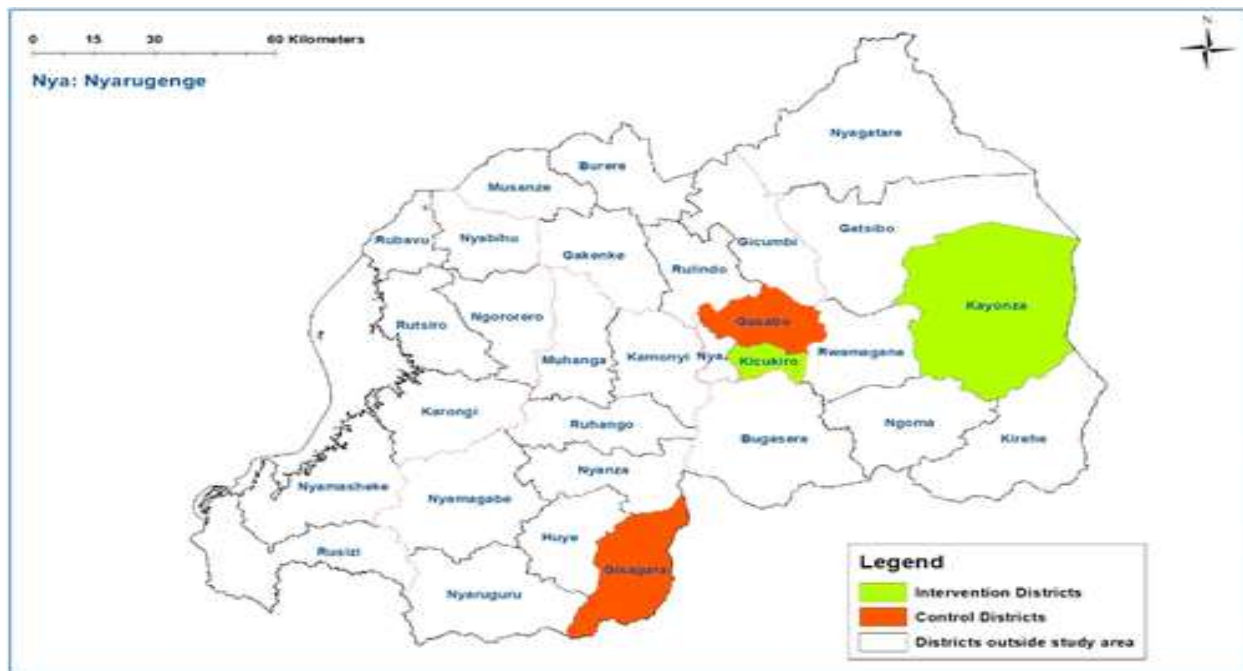 N
0 15 30 60 Kilometers
Nya: Nyarugenge
Nyagatare
Burera
Musanze
Rubavu
Nyabihu
Gakenke
Gicumbi
Gatsibo
Rulindo
Kayonza
Rutsiro
Ngororero
Gasabo
Muhanga
Kamonyi
Nya.
Kicukiro
Rwamagana
Karongi
Ruhango
Bugesera
Ngoma
Kirehe
Nyanza
Nyamasheke
Nyamagabe
Huye
Rusizi
Gisagara
Nyaruguru
Legend
Intervention Districts
Control Districts
Districts outside study area